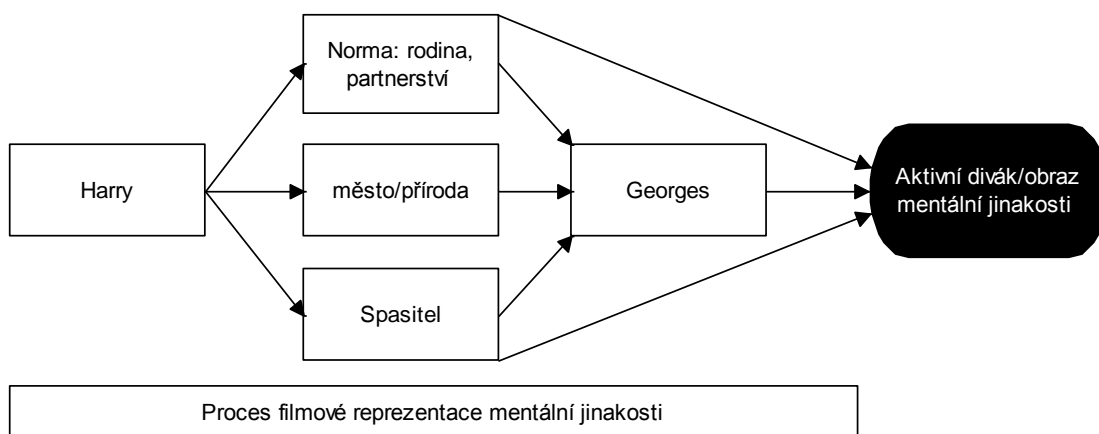 Norma: rodina,
partnerství
Harry
město/příroda
Georges
Aktivní divák/obraz
mentální jinakosti
Spasitel
Proces filmové reprezentace mentální jinakosti